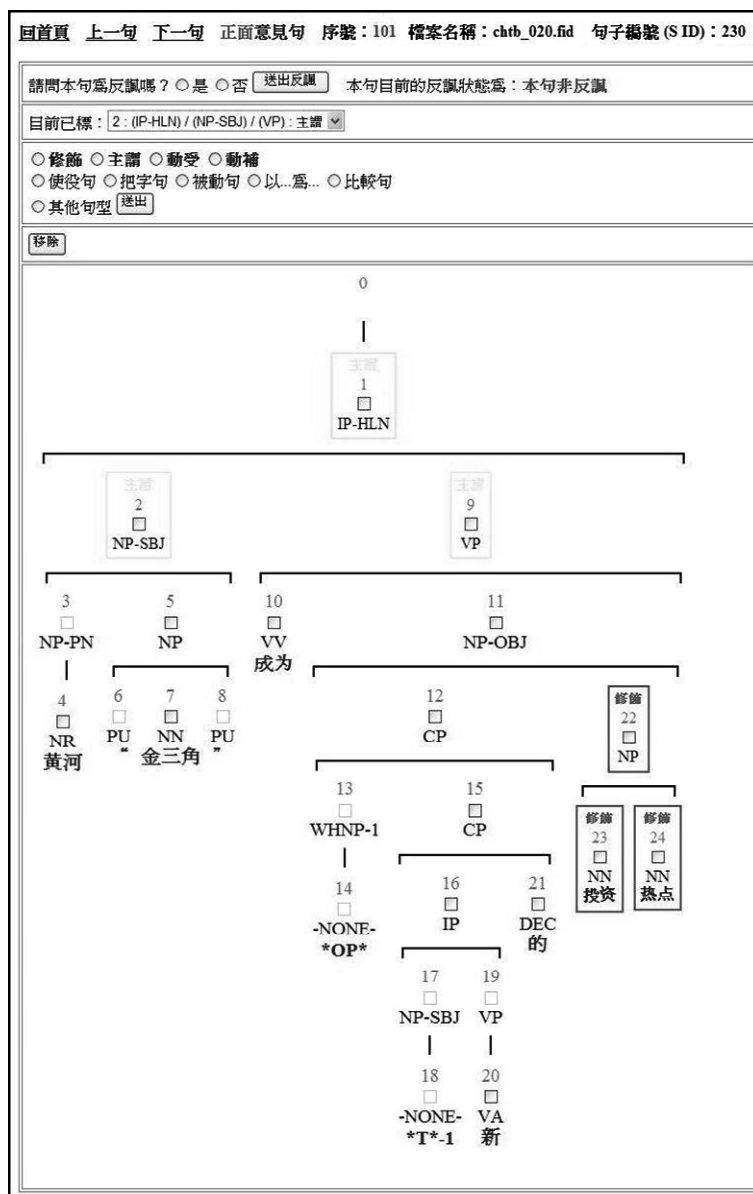 回首頁 上一句 下一句 正面意見句 序號：101 檔案名稱：chtb_020.fid 句子編號 (S ID)：230
請問本句為反諷嗎？ 是 否 送出反諷 本句目前的反諷狀態為：本句非反諷
目前已標： 2 : (IP-HLN) / (NP-SBJ) / (VP) : 主謂
修飾 主謂 動受 動補
使役句 把字句 被動句 以...為... 比較句
其他句型 送出
移除
0
主謂
1
IP-HLN
主謂 主謂
2 9
NP-SBJ VP
3 5 10 11
NP-PN NP VV NP-OBJ
成为
4 6 7 8 12 修飾 22
NR PU NN PU CP NP
黄河 “ 金三角 ”
13 15 修飾 23 修飾 24
WHNP-1 CP NN NN
投资 热点
14 16 21
-NONE- IP DEC
*OP* 的
17 19
NP-SBJ VP
18 20
-NONE- VA
*T*-1 新